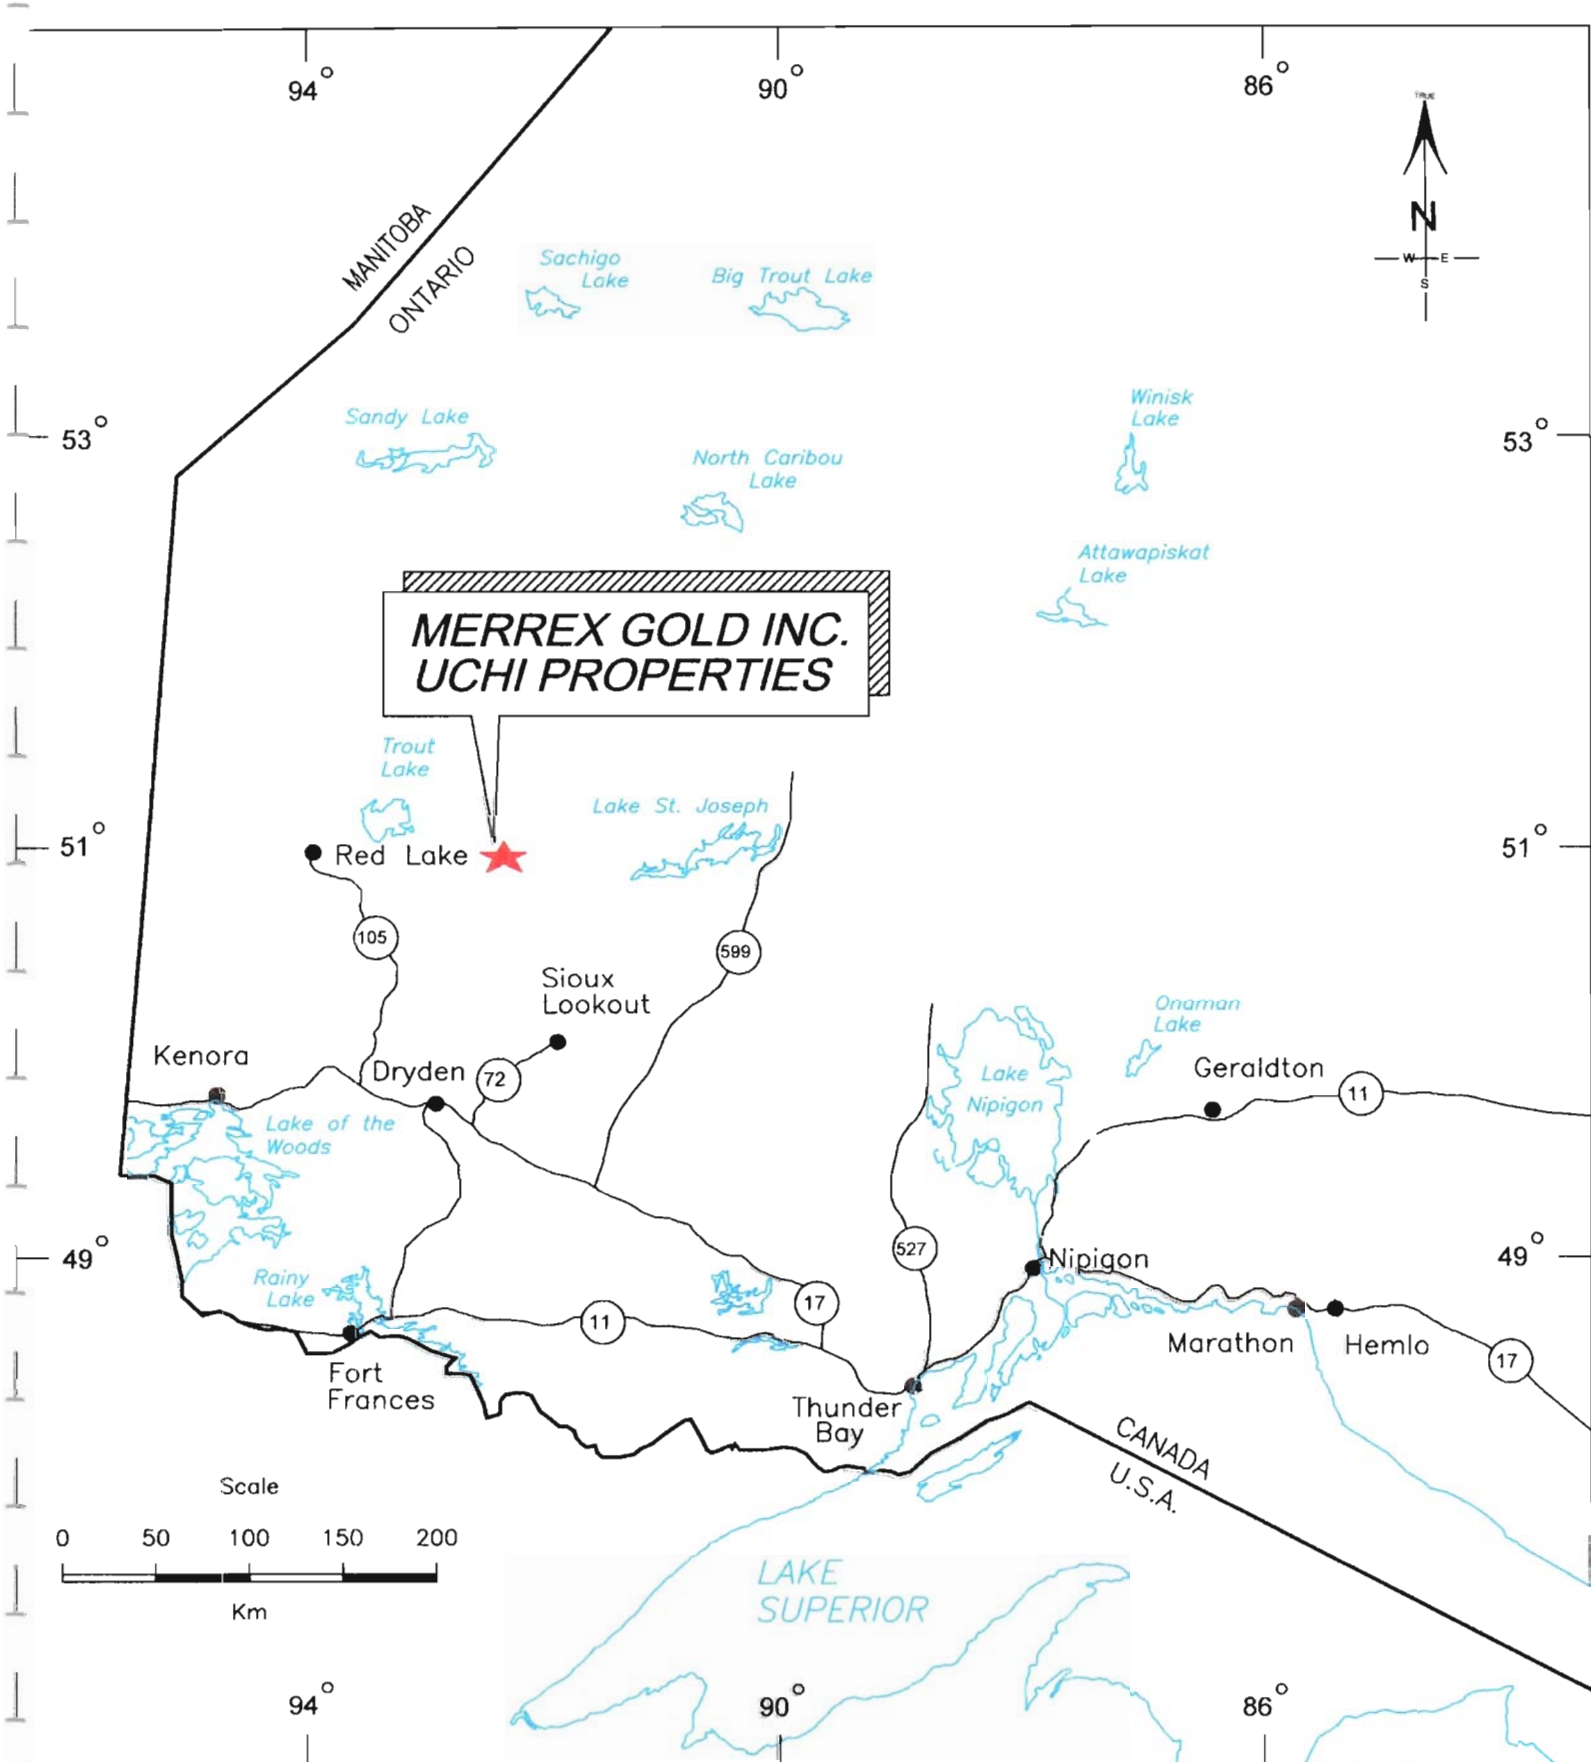 94°
90°
86°
TRUE
N
W E
S
MANITOBA
ONTARIO
Sachigo
Lake
Big Trout Lake
Winisk
Lake
Sandy Lake
53°
53°
North Caribou
Lake
Attawapiskat
Lake
MERREX GOLD INC.
UCHI PROPERTIES
Trout
Lake
Lake St. Joseph
51°
51°
Red Lake
105
599
Sioux
Lookout
Onaman
Lake
Kenora
Dryden
72
Lake
Nipigon
Geraldton
11
Lake of the
Woods
49°
49°
527
Nipigon
Rainy
Lake
17
11
Marathon
Hemlo
17
Fort
Frances
Thunder
Bay
CANADA
U.S.A.
Scale
0 50 100 150 200
Km
LAKE
SUPERIOR
94°
90°
86°